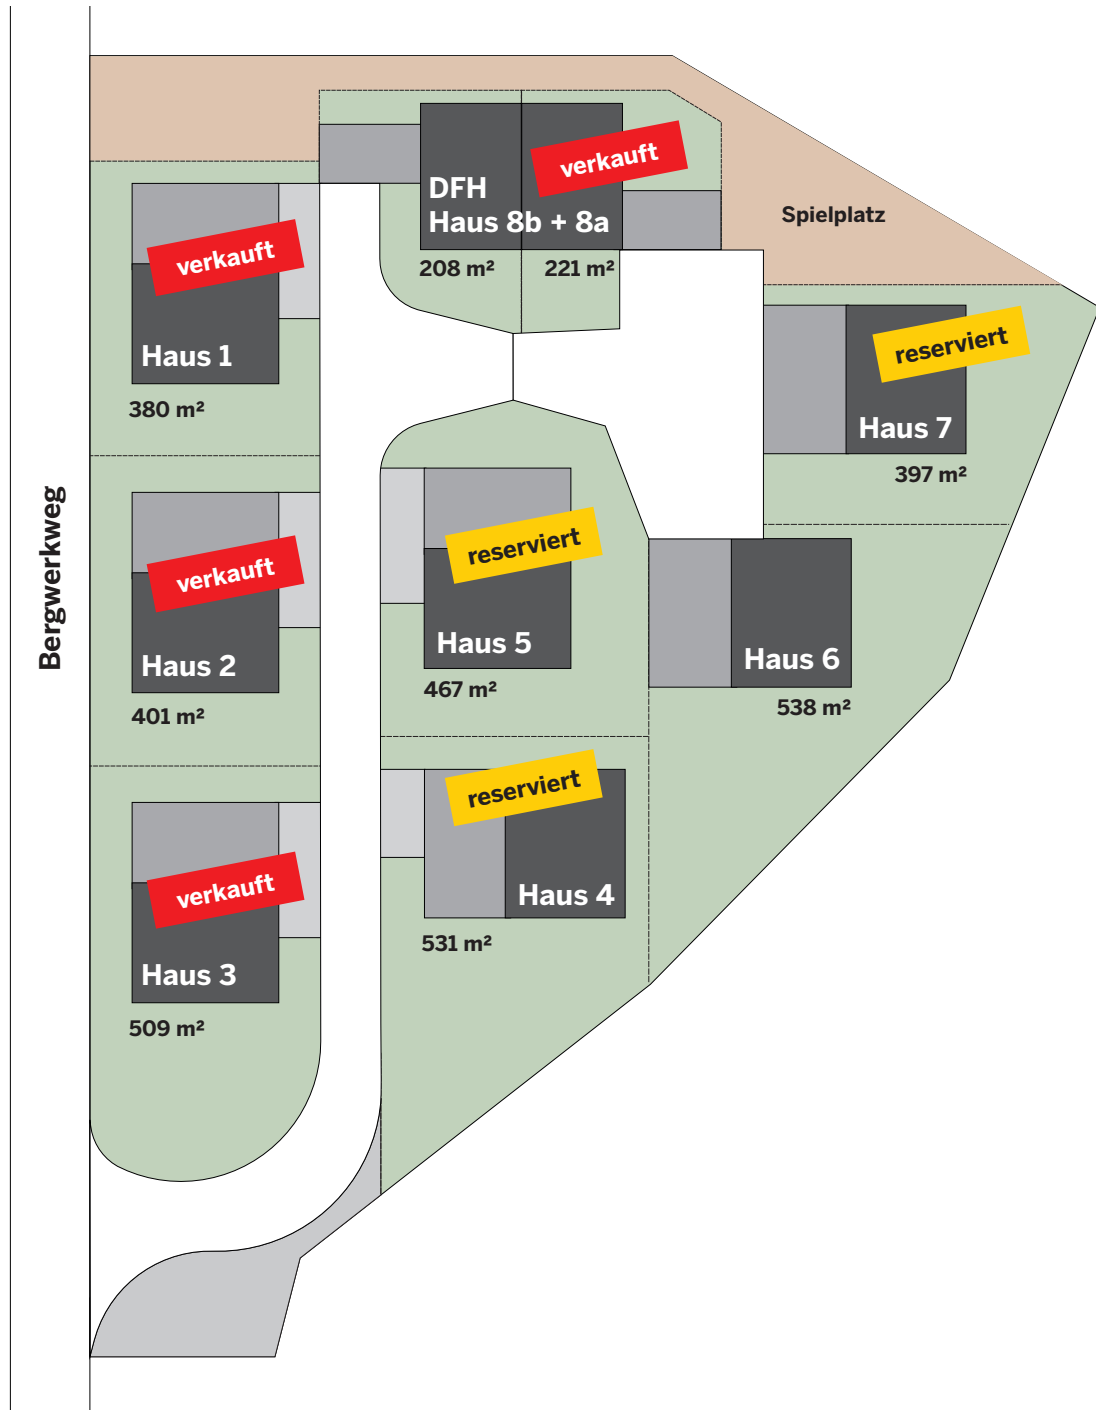 verkauft
DFH
Haus 8b + 8a
208 m²
221 m²
Spielplatz
verkauft
Haus 1
380 m²
reserviert
Haus 7
397 m²
Bergwerkweg
verkauft
Haus 2
401 m²
reserviert
Haus 5
467 m²
Haus 6
538 m²
reserviert
Haus 4
531 m²
verkauft
Haus 3
509 m²